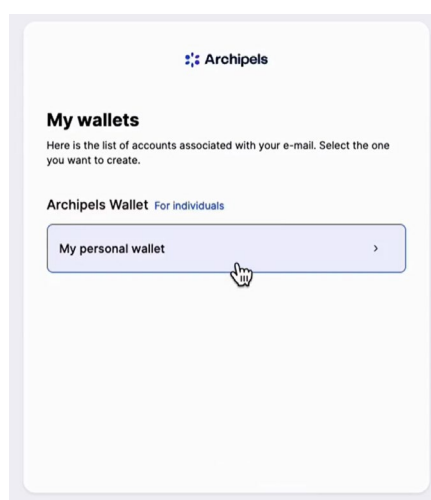 Archipels
My wallets
Here is the list of accounts associated with your e-mail. Select the one
you want to create.
Archipels Wallet For individuals
My personal wallet